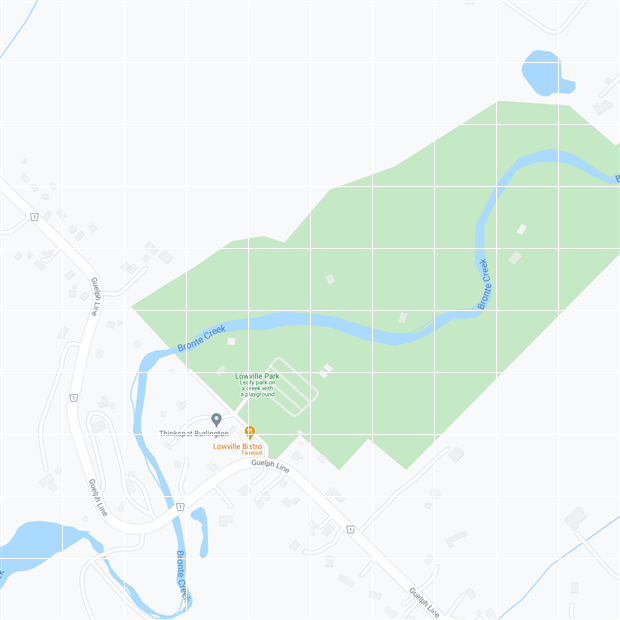 B
1
Guelph Line
Bronte Creek
Bronte Creek
Lowville Park
Leafy park on
a creek with
a playground
1
Thinkspot Burlington
Lowville Bistro
Takeout
Guelph Line
Guelph Line
1
1
Bronte Creek
Guelph Line